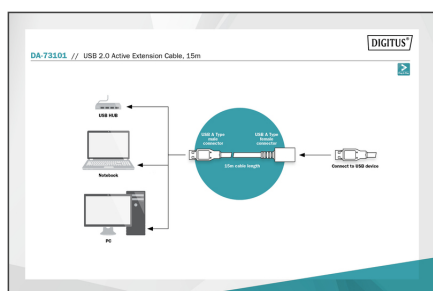 DIGITUS®
DA-73101 // USB 2.0 Active Extension Cable, 15m
USB HUB
USB A Type
male
connector
USB A Type
female
connector
15m cable length
Notebook
Connect to USB device
PC